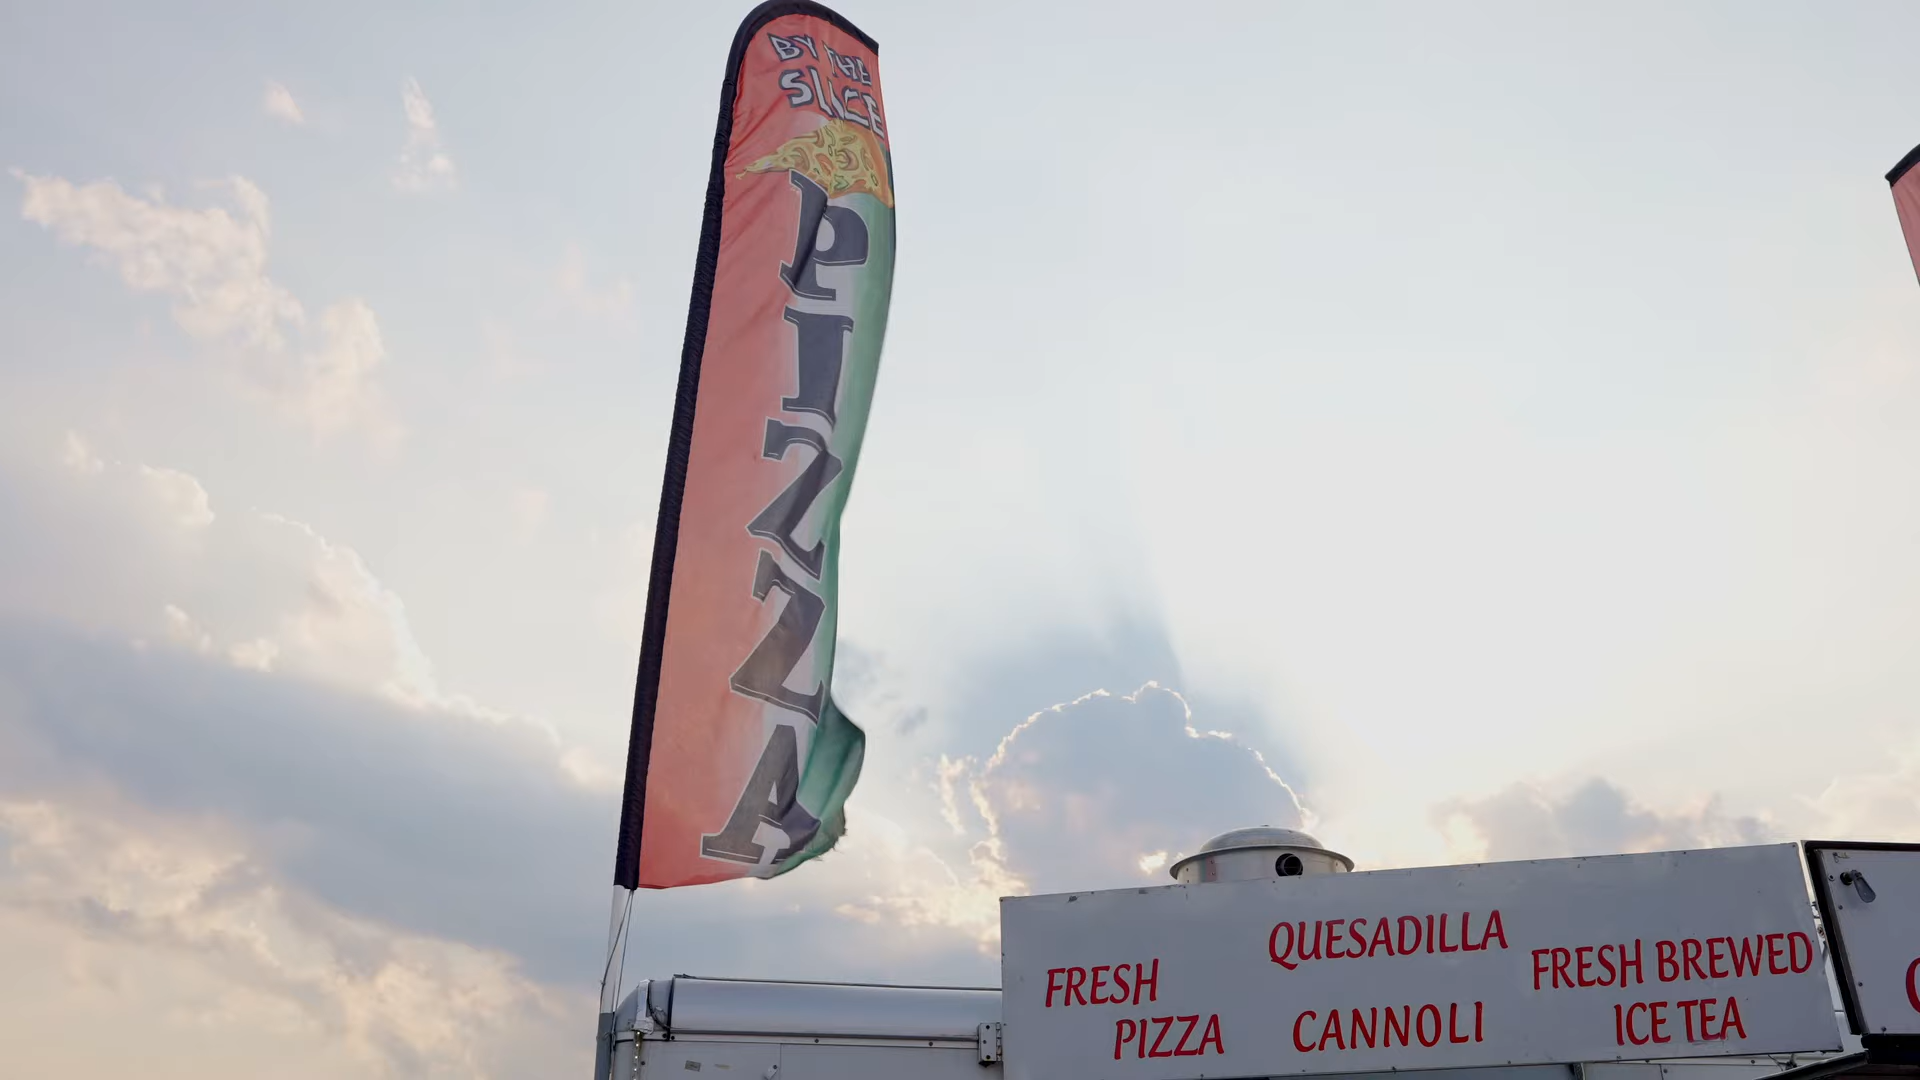 BY THE
SLICE
PIZZA
QUESADILLA
FRESH
PIZZA
CANNOLI
FRESH BREWED
ICE TEA